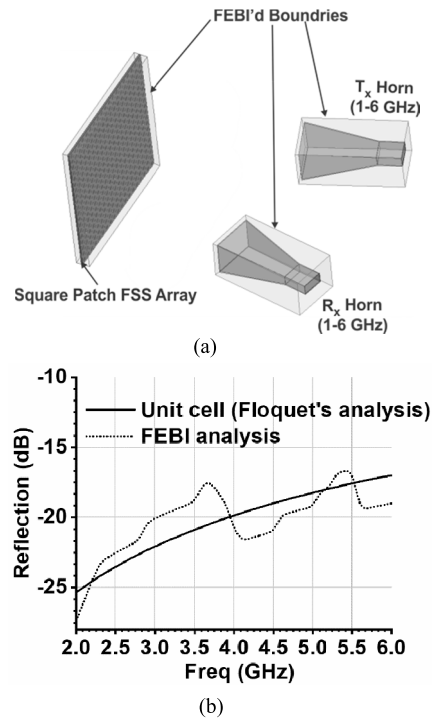 FEBI'd Boundries
Tx Horn
(1-6 GHz)
Square Patch FSS Array
Rx Horn
(1-6 GHz)
(a)
-10
Unit cell (Floquet's analysis)
FEBI analysis
-15
-20
-25
Reflection (dB)
2.0 2.5 3.0 3.5 4.0 4.5 5.0 5.5 6.0
Freq (GHz)
(b)